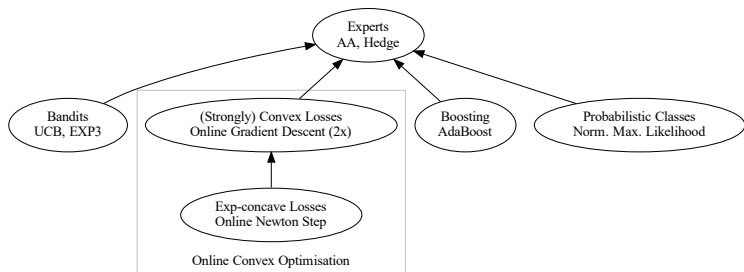 Experts
AA, Hedge
Bandits
UCB, EXP3
(Strongly) Convex Losses
Online Gradient Descent (2x)
Boosting
AdaBoost
Probabilistic Classes
Norm. Max. Likelihood
Exp-concave Losses
Online Newton Step
Online Convex Optimisation